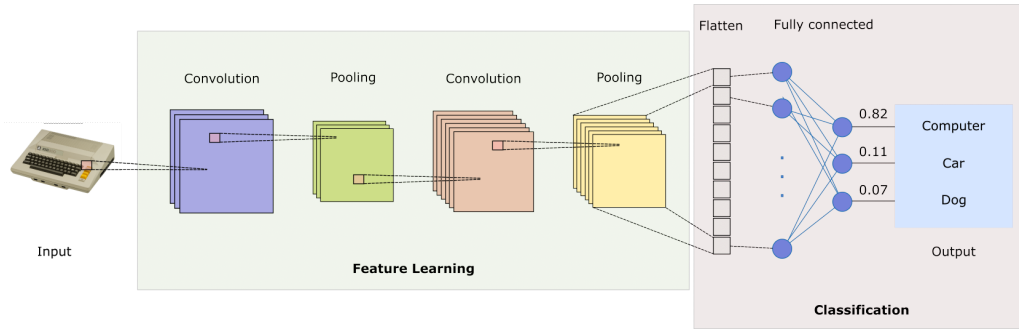 Flatten
Fully connected
Convolution
Pooling
Convolution
Pooling
0.82
Computer
0.11
Car
0.07
Dog
Input
Output
Feature Learning
Classification